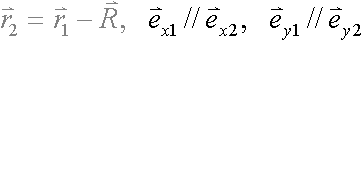 r⃗₂ = r⃗₁ − R⃗, e⃗ₓ₁ // e⃗ₓ₂, e⃗ᵧ₁ // e⃗ᵧ₂